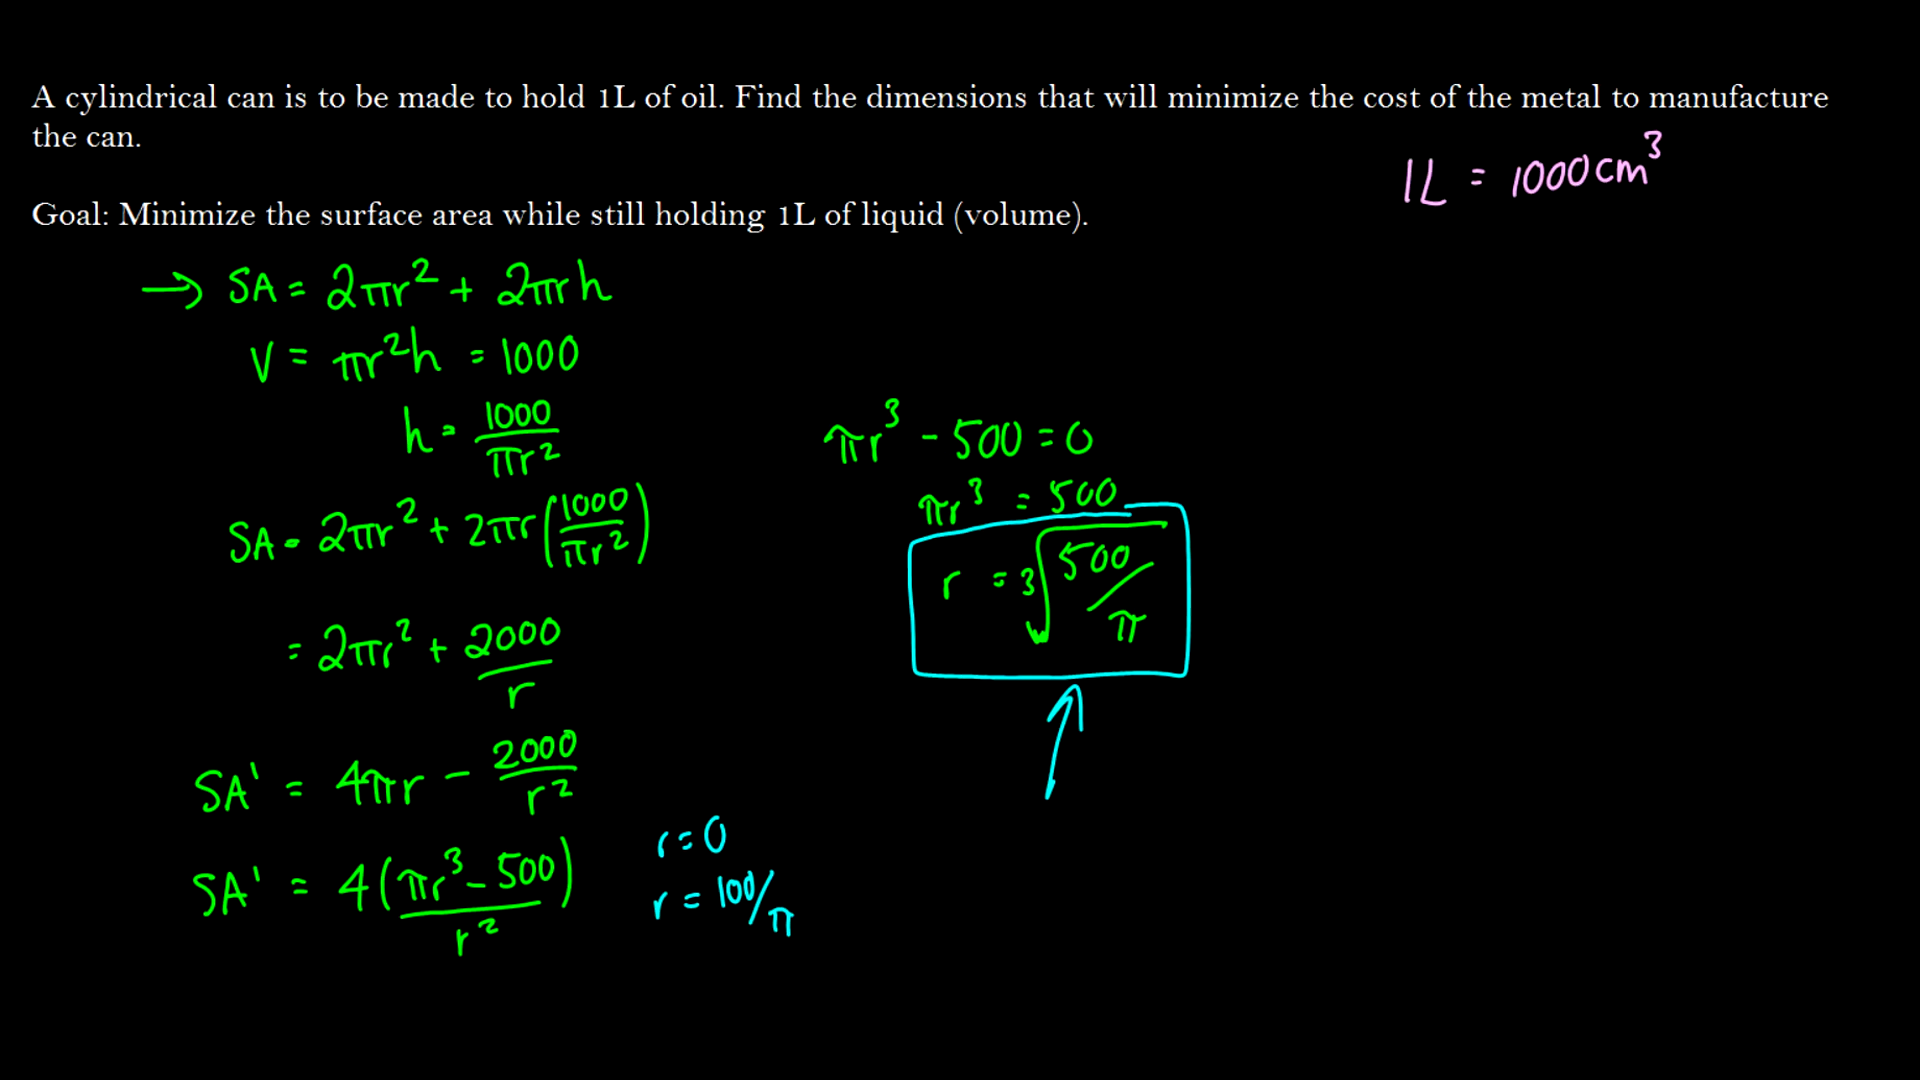 A cylindrical can is to be made to hold 1L of oil. Find the dimensions that will minimize the cost of the metal to manufacture
the can.
1L = 1000cm³
Goal: Minimize the surface area while still holding 1L of liquid (volume).
→ SA = 2πr² + 2πrh
V = πr²h = 1000
h = 1000/πr²
SA = 2πr² + 2πr(1000/πr²)
= 2πr² + 2000/r
SA' = 4πr - 2000/r²
SA' = 4(πr³ - 500)/r²
r = 0
r = 100/π
πr³ - 500 = 0
πr³ = 500
r = ³√500/π